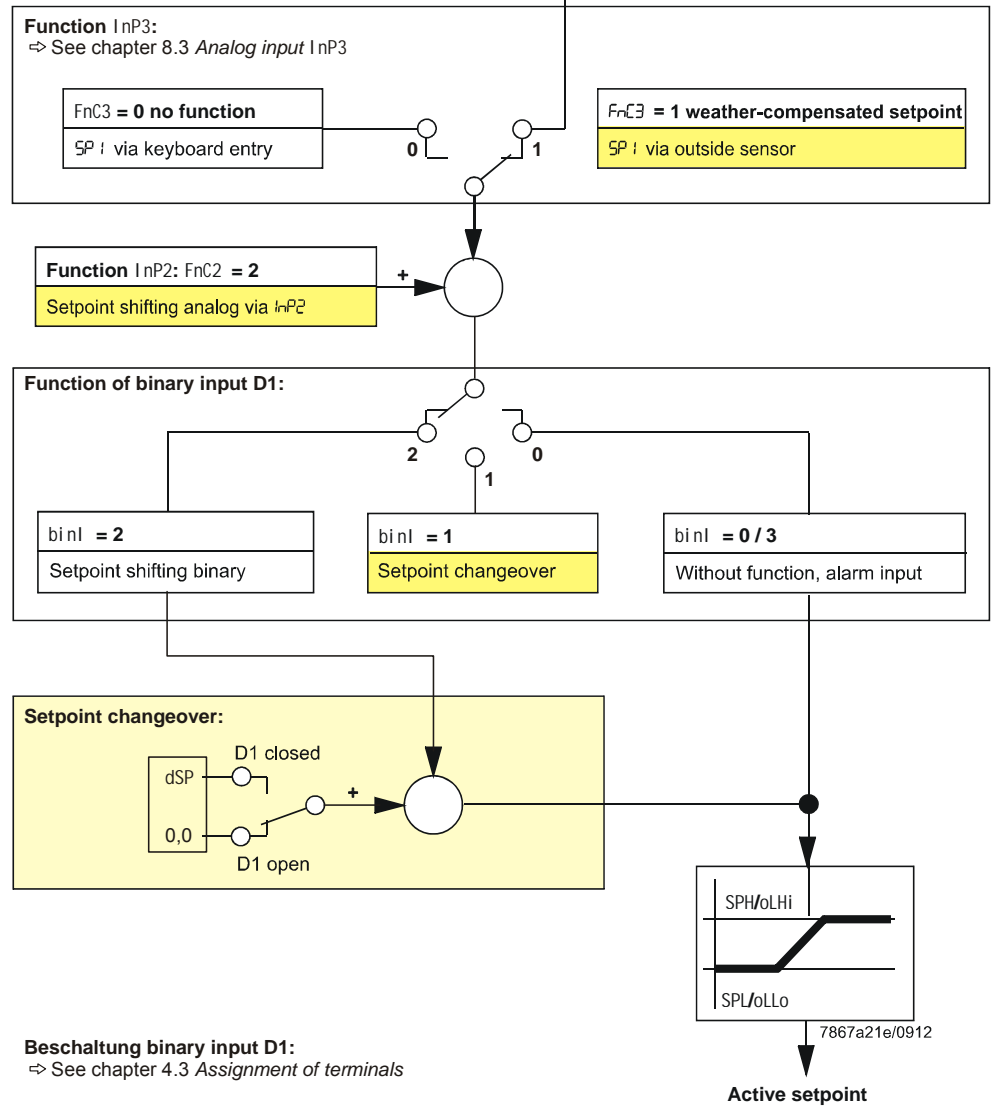 Function InP3:
⇨ See chapter 8.3 Analog input InP3
FnC3 = 0 no function
SP1 via keyboard entry
0
1
FnC3 = 1 weather-compensated setpoint
SP1 via outside sensor
Function InP2: FnC2 = 2
Setpoint shifting analog via InP2
+
Function of binary input D1:
2
0
1
binI = 2
Setpoint shifting binary
binI = 1
Setpoint changeover
binI = 0 / 3
Without function, alarm input
Setpoint changeover:
D1 closed
dSP
+
0,0
D1 open
SPH/oLHi
SPL/oLLo
7867a21e/0912
Beschaltung binary input D1:
⇨ See chapter 4.3 Assignment of terminals
Active setpoint